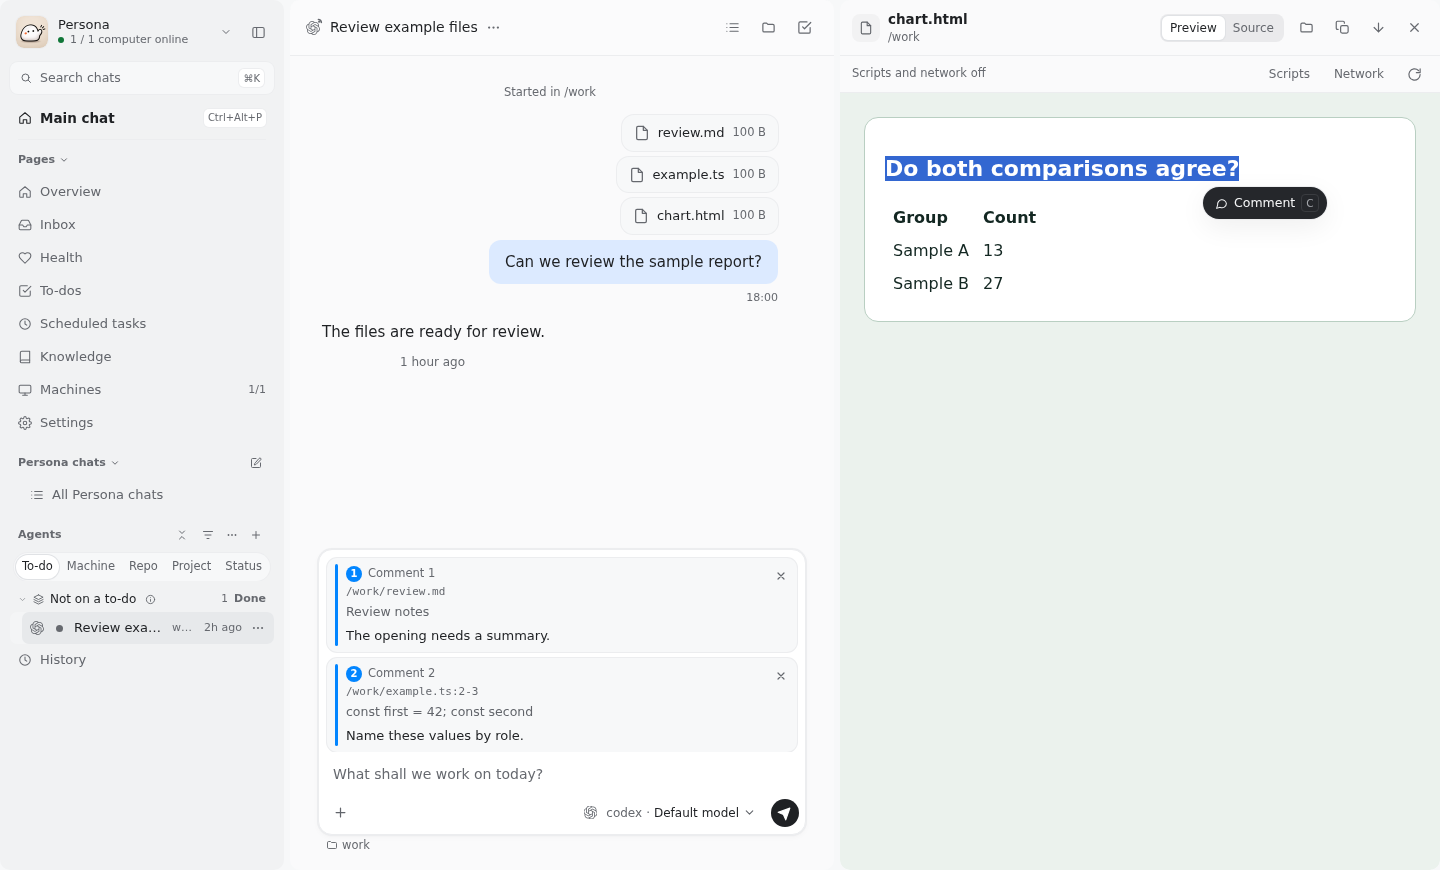 Persona
1 / 1 computer online
Search chats
⌘K
Main chat
Ctrl+Alt+P
Pages
Overview
Inbox
Health
To-dos
Scheduled tasks
Knowledge
Machines
1/1
Settings
Persona chats
All Persona chats
Agents
To-do Machine Repo Project Status
Not on a to-do
1 Done
Review exa... w... 2h ago
History
Review example files
Started in /work
review.md 100 B
example.ts 100 B
chart.html 100 B
Can we review the sample report?
18:00
The files are ready for review.
1 hour ago
1 Comment 1
/work/review.md
Review notes
The opening needs a summary.
2 Comment 2
/work/example.ts:2-3
const first = 42; const second
Name these values by role.
What shall we work on today?
codex · Default model
work
chart.html
/work
Preview Source
Scripts and network off
Scripts Network
Do both comparisons agree?
Comment C
Group Count
Sample A 13
Sample B 27